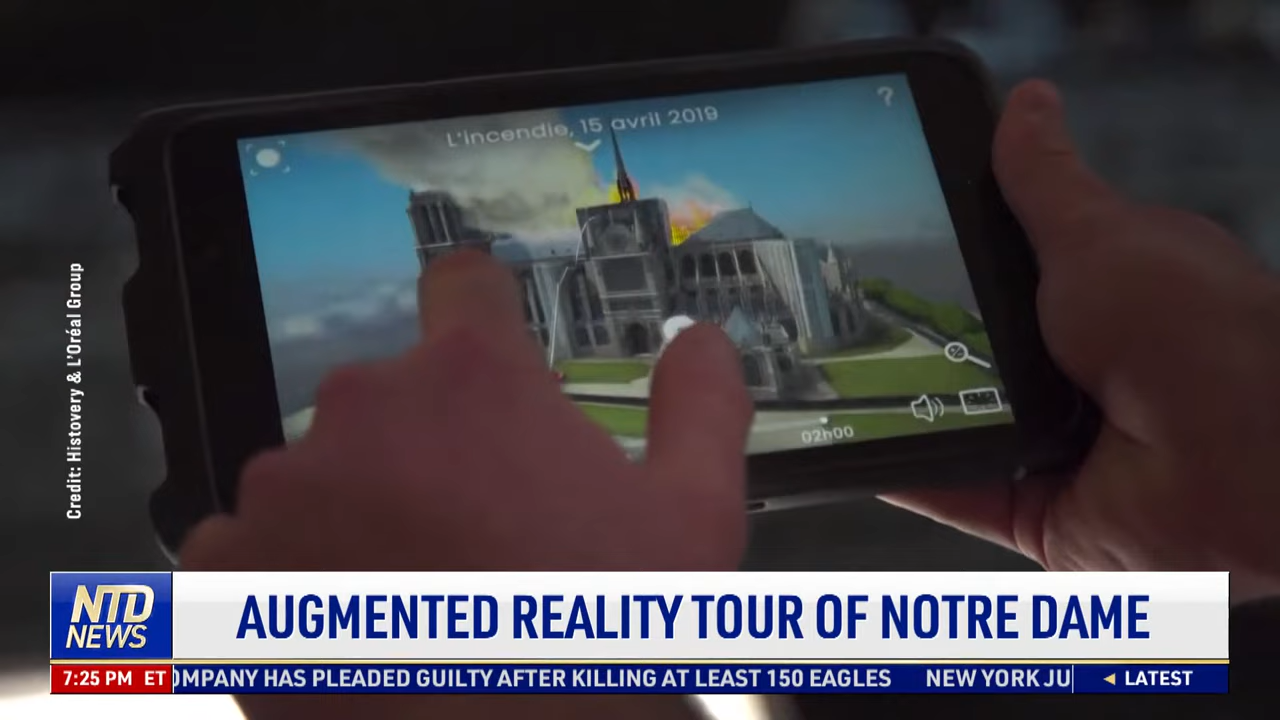 L'incendie, 15 avril 2019
?
02h00
Credit: Histovery & L'Oréal Group
NTD
NEWS
AUGMENTED REALITY TOUR OF NOTRE DAME
7:25 PM ET
OMPANY HAS PLEADED GUILTY AFTER KILLING AT LEAST 150 EAGLES NEW YORK JU
LATEST